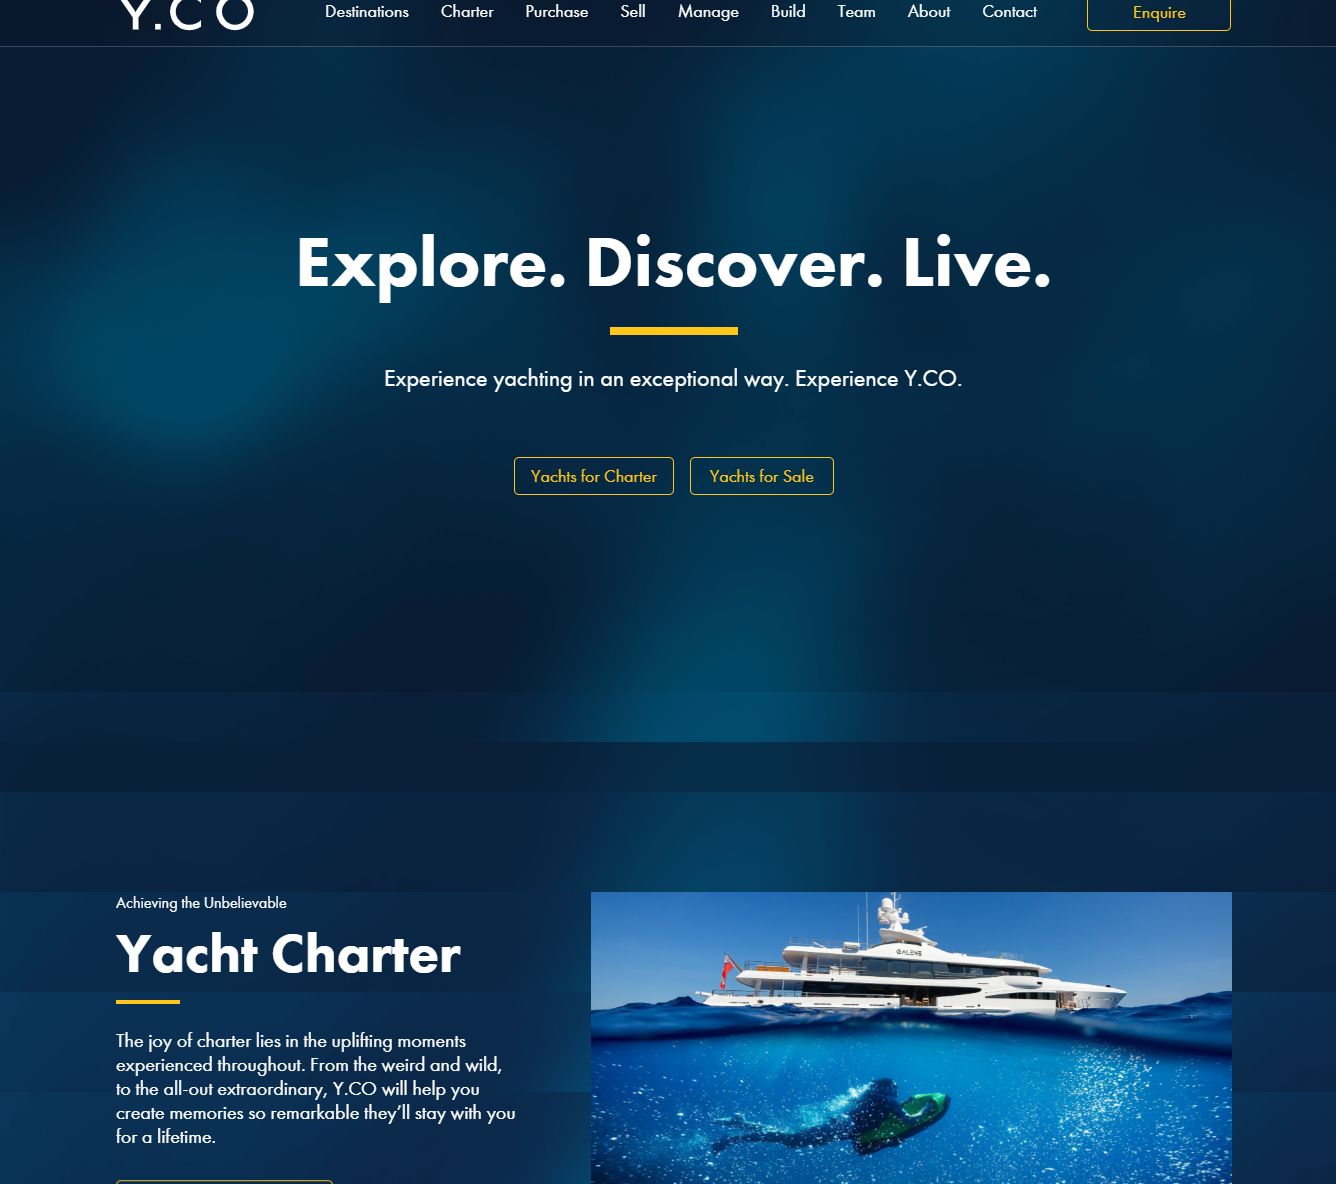 Y.CO
Destinations
Charter
Purchase
Sell
Manage
Build
Team
About
Contact
Enquire
Explore. Discover. Live.
Experience yachting in an exceptional way. Experience Y.CO.
Yachts for Charter
Yachts for Sale
Achieving the Unbelievable
Yacht Charter
The joy of charter lies in the uplifting moments
experienced throughout. From the weird and wild,
to the all-out extraordinary, Y.CO will help you
create memories so remarkable they’ll stay with you
for a lifetime.
GALENE